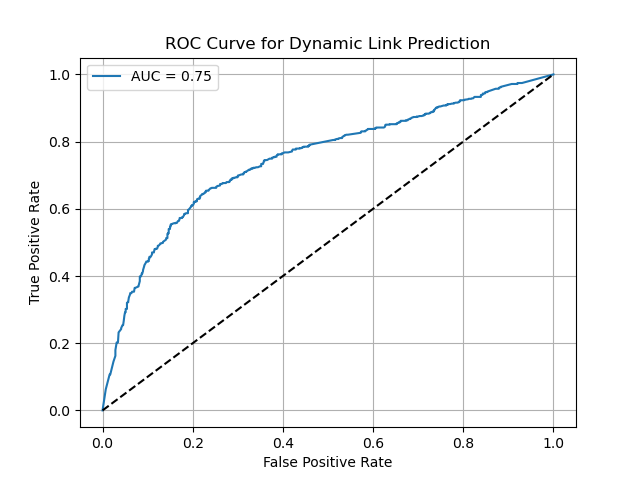 ROC Curve for Dynamic Link Prediction
AUC = 0.75
True Positive Rate
1.0
0.8
0.6
0.4
0.2
0.0
0.0 0.2 0.4 0.6 0.8 1.0
False Positive Rate